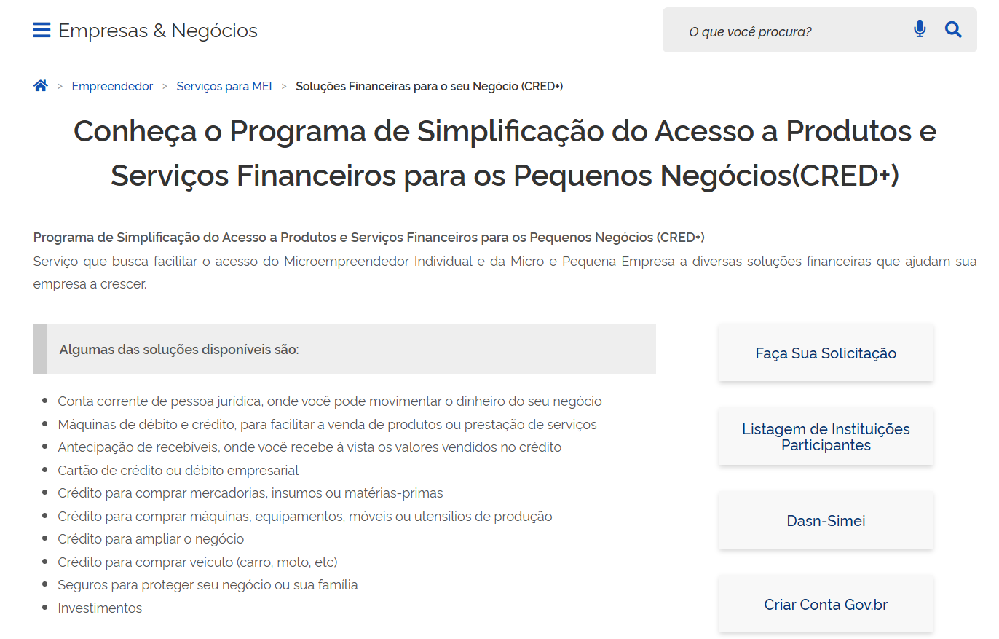 Empresas & Negócios
O que você procura?
> Empreendedor > Serviços para MEI > Soluções Financeiras para o seu Negócio (CRED+)
Conheça o Programa de Simplificação do Acesso a Produtos e
Serviços Financeiros para os Pequenos Negócios(CRED+)
Programa de Simplificação do Acesso a Produtos e Serviços Financeiros para os Pequenos Negócios (CRED+)
Serviço que busca facilitar o acesso do Microempreendedor Individual e da Micro e Pequena Empresa a diversas soluções financeiras que ajudam sua
empresa a crescer.
Algumas das soluções disponíveis são:
Conta corrente de pessoa jurídica, onde você pode movimentar o dinheiro do seu negócio
Máquinas de débito e crédito, para facilitar a venda de produtos ou prestação de serviços
Antecipação de recebíveis, onde você recebe à vista os valores vendidos no crédito
Cartão de crédito ou débito empresarial
Crédito para comprar mercadorias, insumos ou matérias-primas
Crédito para comprar máquinas, equipamentos, móveis ou utensílios de produção
Crédito para ampliar o negócio
Crédito para comprar veículo (carro, moto, etc)
Seguros para proteger seu negócio ou sua família
Investimentos
Faça Sua Solicitação
Listagem de Instituições
Participantes
Dasn-Simei
Criar Conta Gov.br